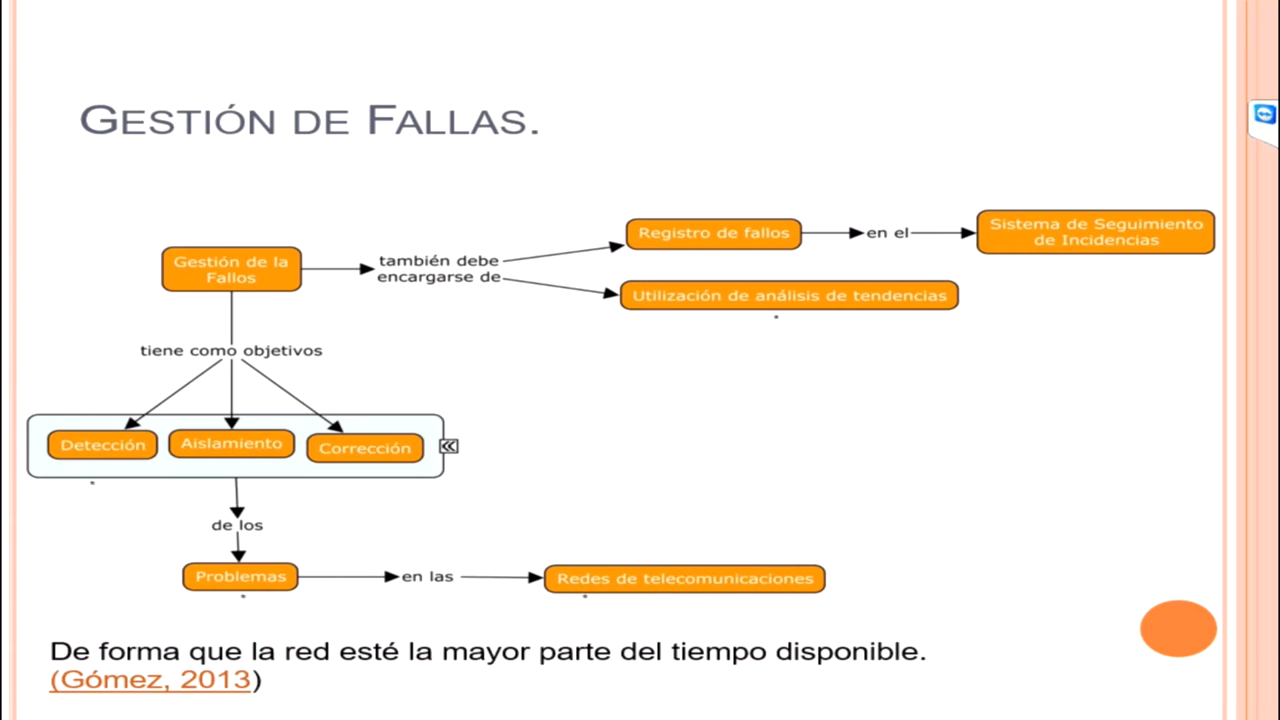 GESTIÓN DE FALLAS.
Gestión de la
Fallos
también debe
encargarse de
Registro de fallos
en el
Sistema de Seguimiento
de Incidencias
Utilización de análisis de tendencias
tiene como objetivos
Detección
Aislamiento
Corrección
de los
Problemas
en las
Redes de telecomunicaciones
De forma que la red esté la mayor parte del tiempo disponible.
(Gómez, 2013)